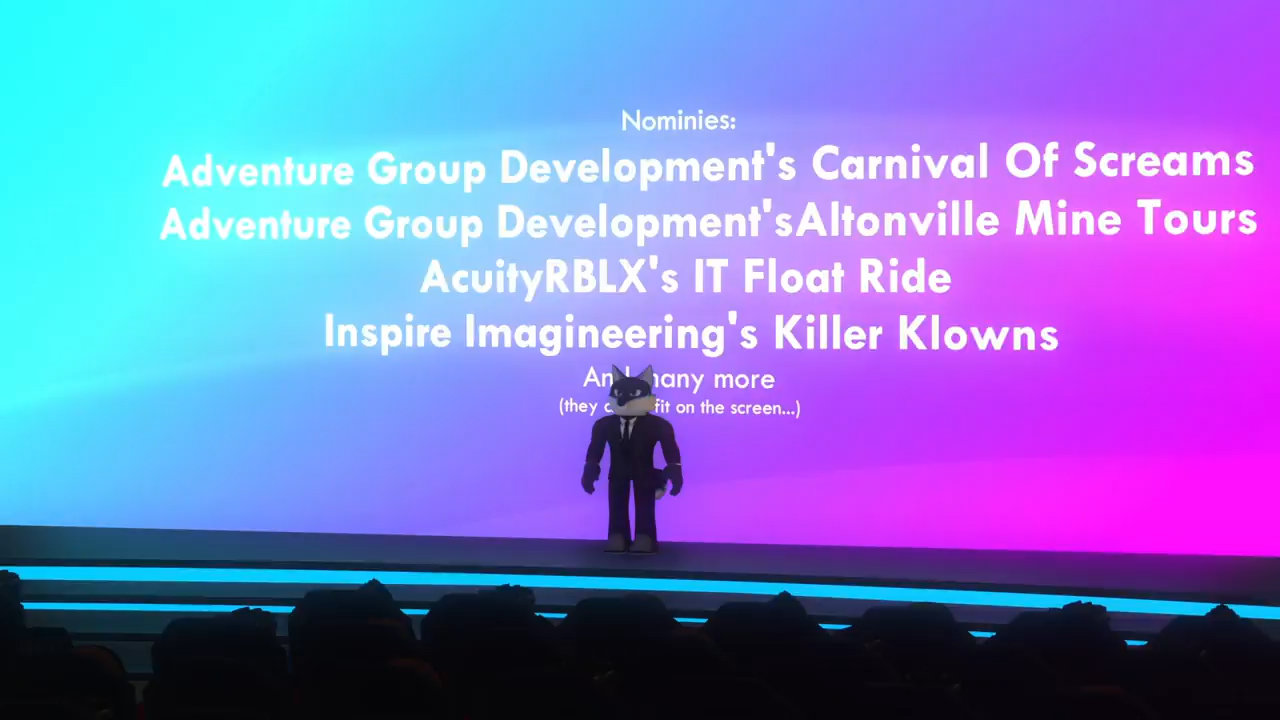 Nominies:
Adventure Group Development's Carnival Of Screams
Adventure Group Development'sAltonville Mine Tours
AcuityRBLX's IT Float Ride
Inspire Imagineering's Killer Klowns
many more
(they fit on the screen...)